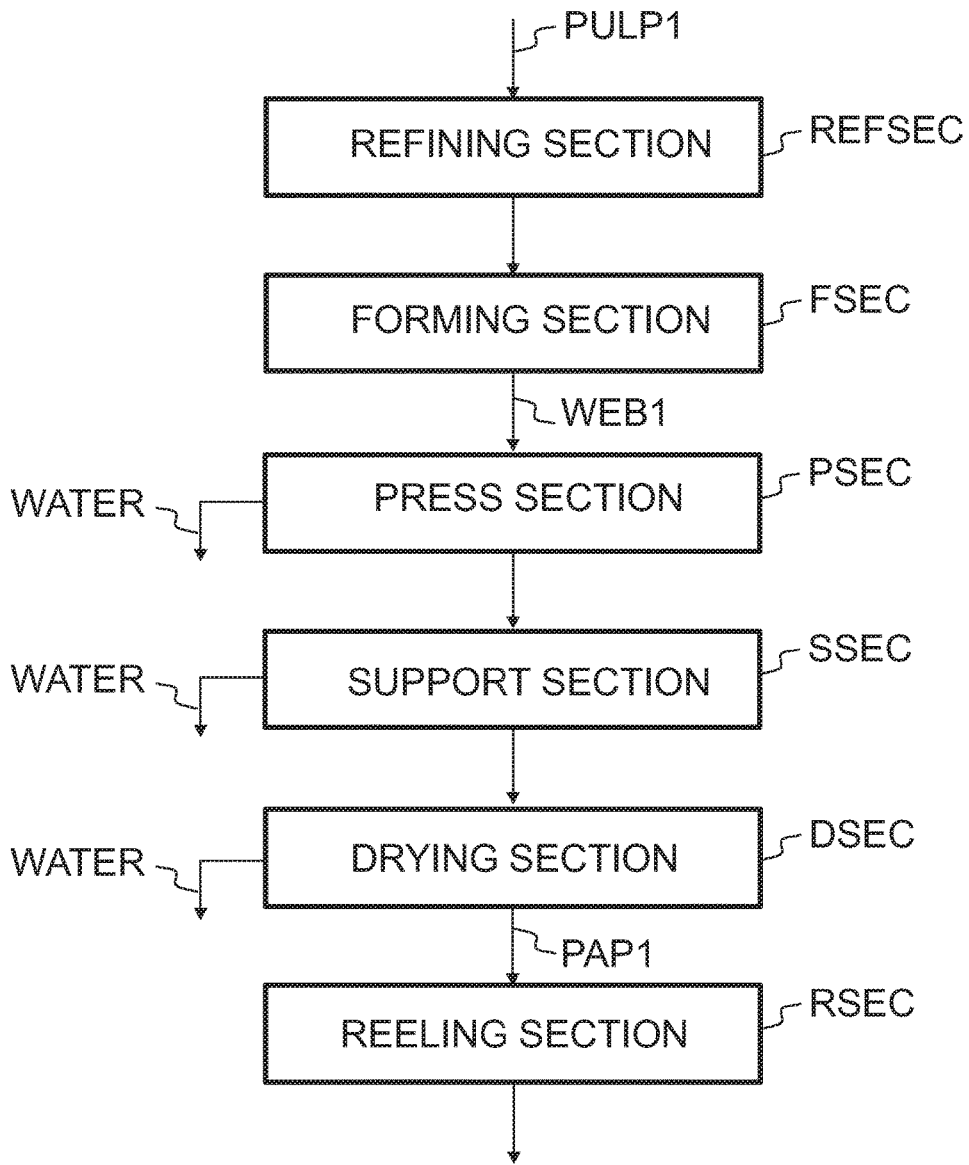 PULP1
REFINING SECTION
REFSEC
FORMING SECTION
FSEC
WEB1
PRESS SECTION
PSEC
WATER
SUPPORT SECTION
SSEC
WATER
DRYING SECTION
DSEC
WATER
PAP1
REELING SECTION
RSEC